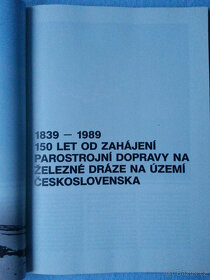 1839 — 1989
150 LET OD ZAHÁJENÍ
PAROSTROJNÍ DOPRAVY NA
ŽELEZNÉ DRÁZE NA ÚZEMÍ
ČESKOSLOVENSKA